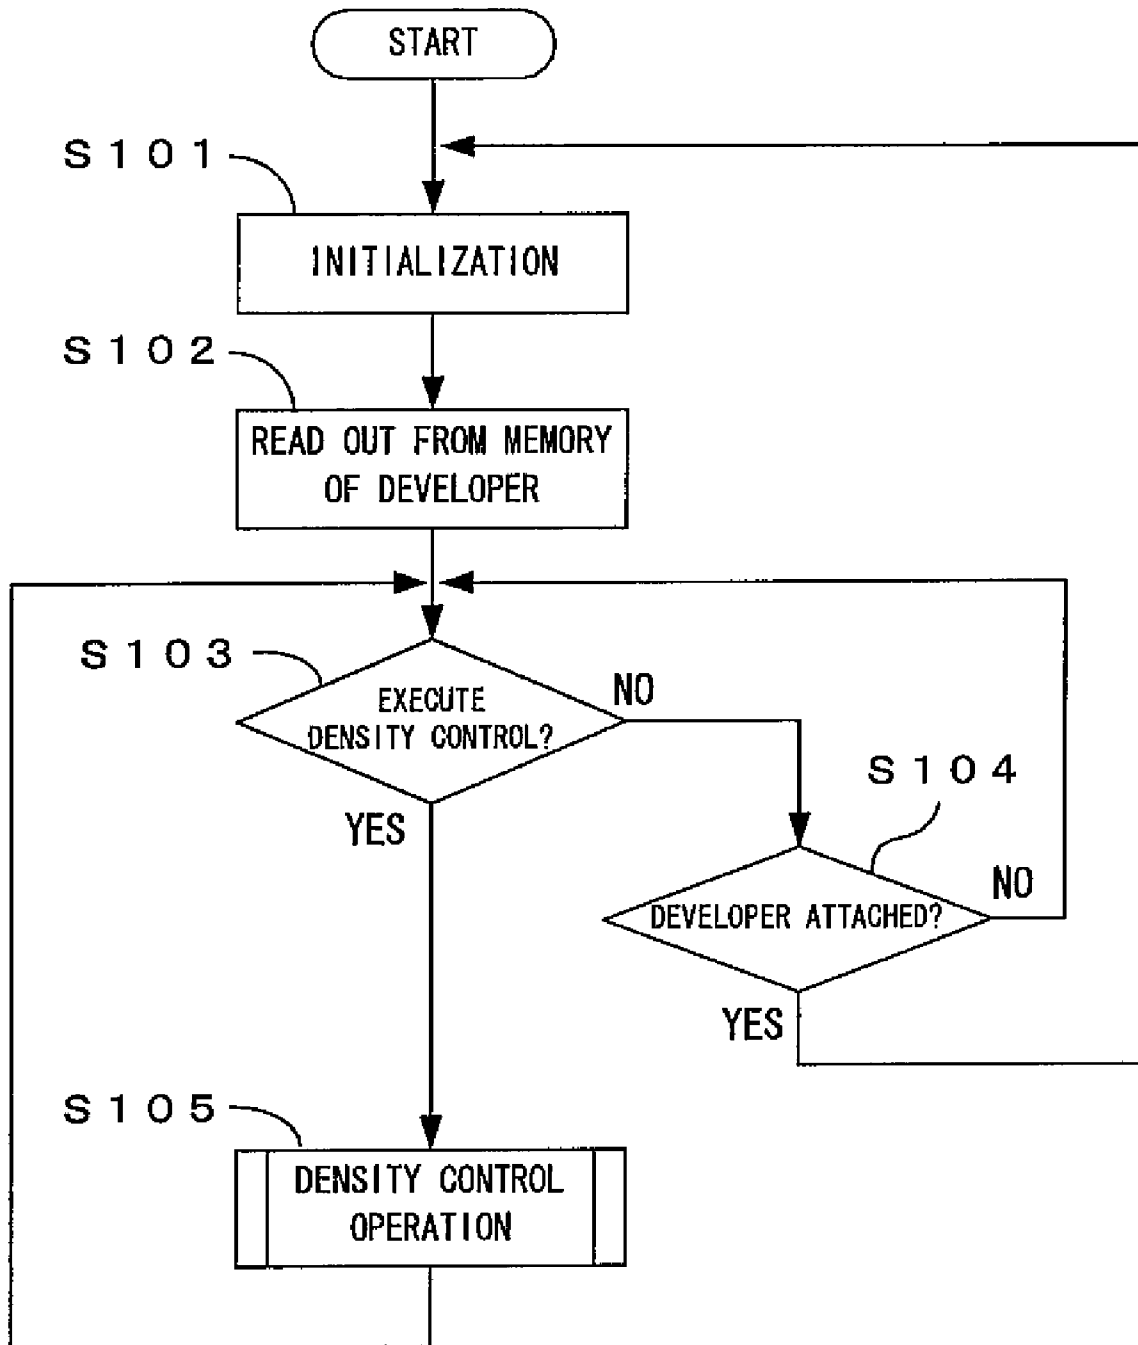 START
S101
INITIALIZATION
S102
READ OUT FROM MEMORY
OF DEVELOPER
S103
EXECUTE
DENSITY CONTROL?
NO
YES
S104
DEVELOPER ATTACHED?
NO
YES
S105
DENSITY CONTROL
OPERATION